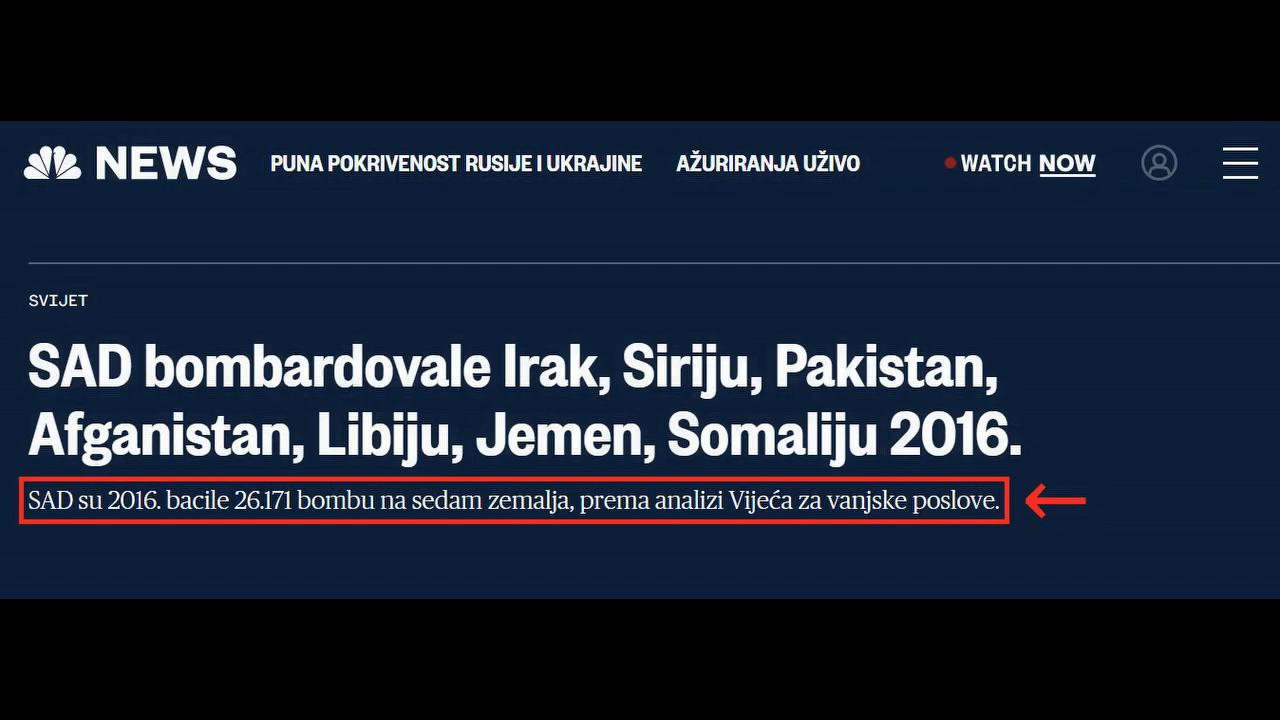 NEWS PUNA POKRIVENOST RUSIJE I UKRAJINE AŽURIRANJA UŽIVO WATCH NOW
SVIJET
SAD bombardovale Irak, Siriju, Pakistan,
Afganistan, Libiju, Jemen, Somaliju 2016.
SAD su 2016. bacile 26.171 bombu na sedam zemalja, prema analizi Vijeća za vanjske poslove.